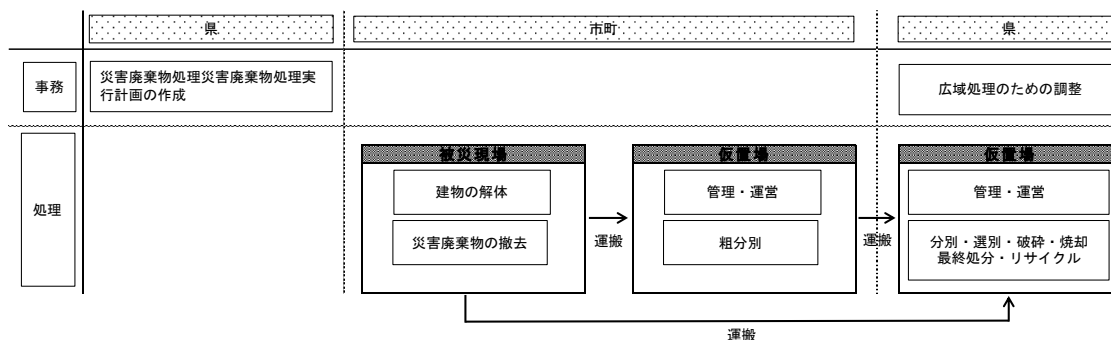 県
市町
県
事務
災害廃棄物処理災害廃棄物処理実
行計画の作成
広域処理のための調整
処理
被災現場
建物の解体
災害廃棄物の撤去
運搬
仮置場
管理・運営
粗分別
運搬
仮置場
管理・運営
分別・選別・破砕・焼却
最終処分・リサイクル
運搬